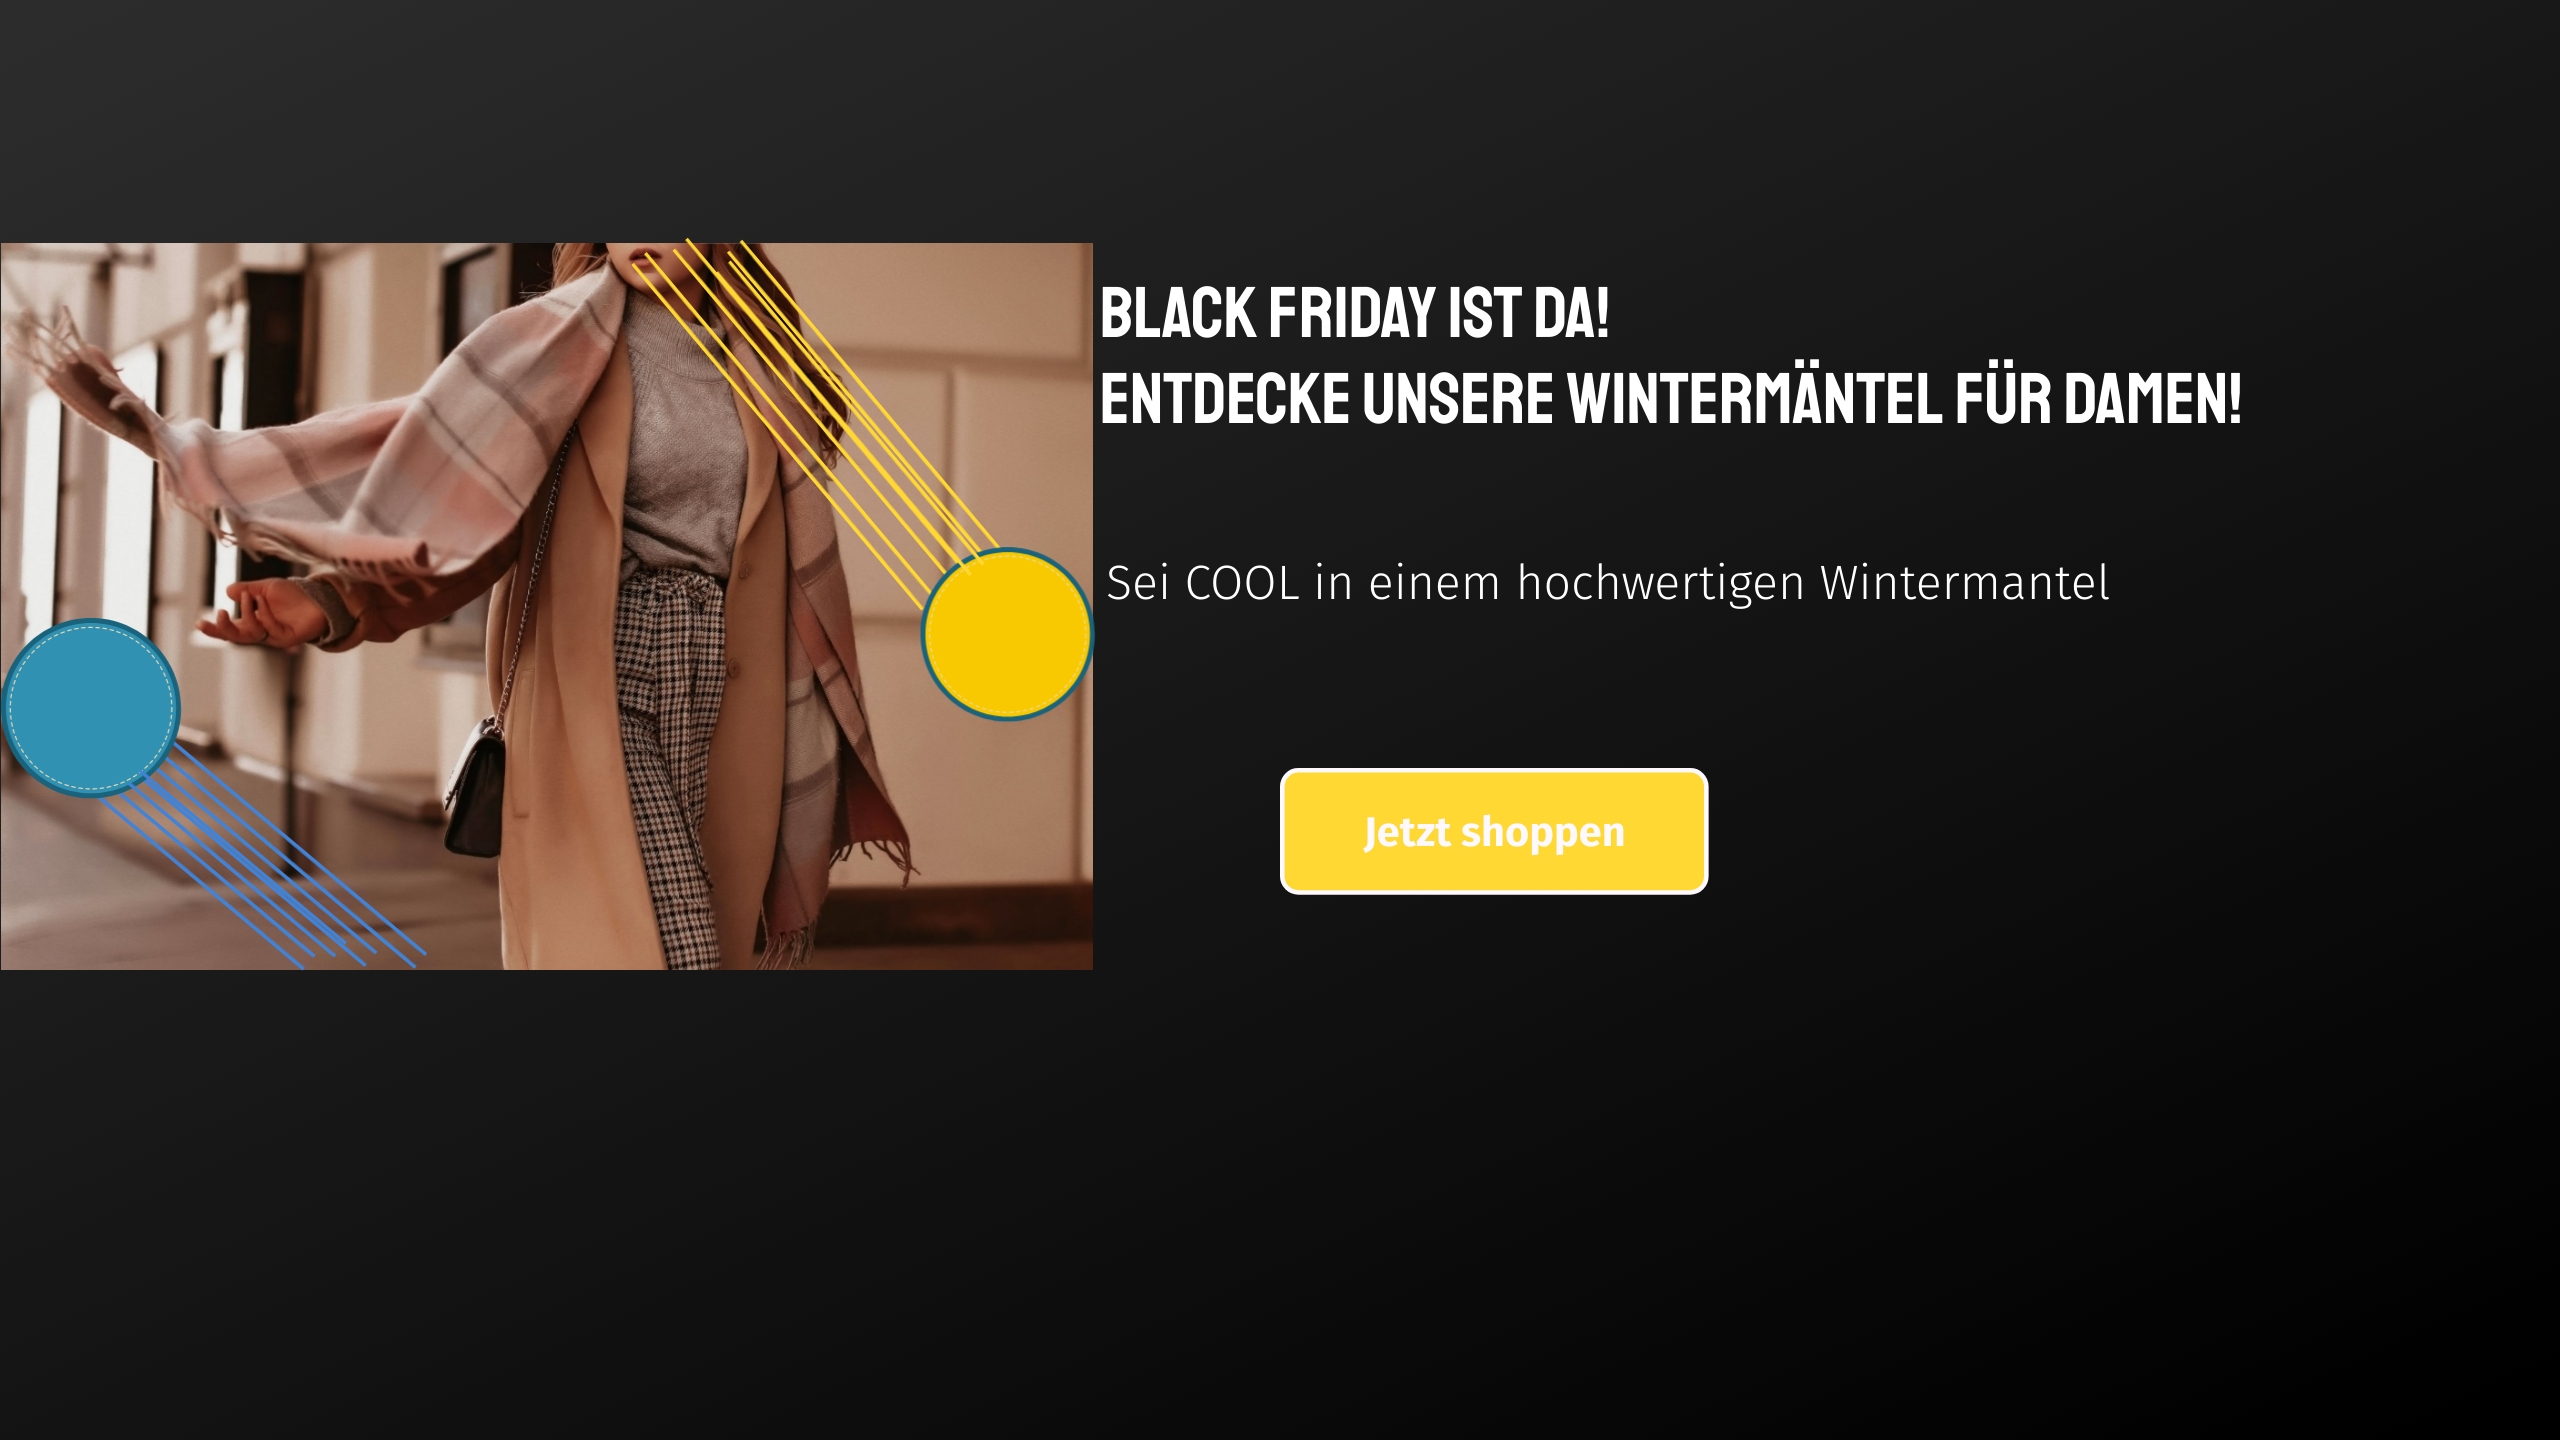 BLACK FRIDAY IST DA!
ENTDECKE UNSERE WINTERMÄNTEL FÜR DAMEN!
Sei COOL in einem hochwertigen Wintermantel
Jetzt shoppen